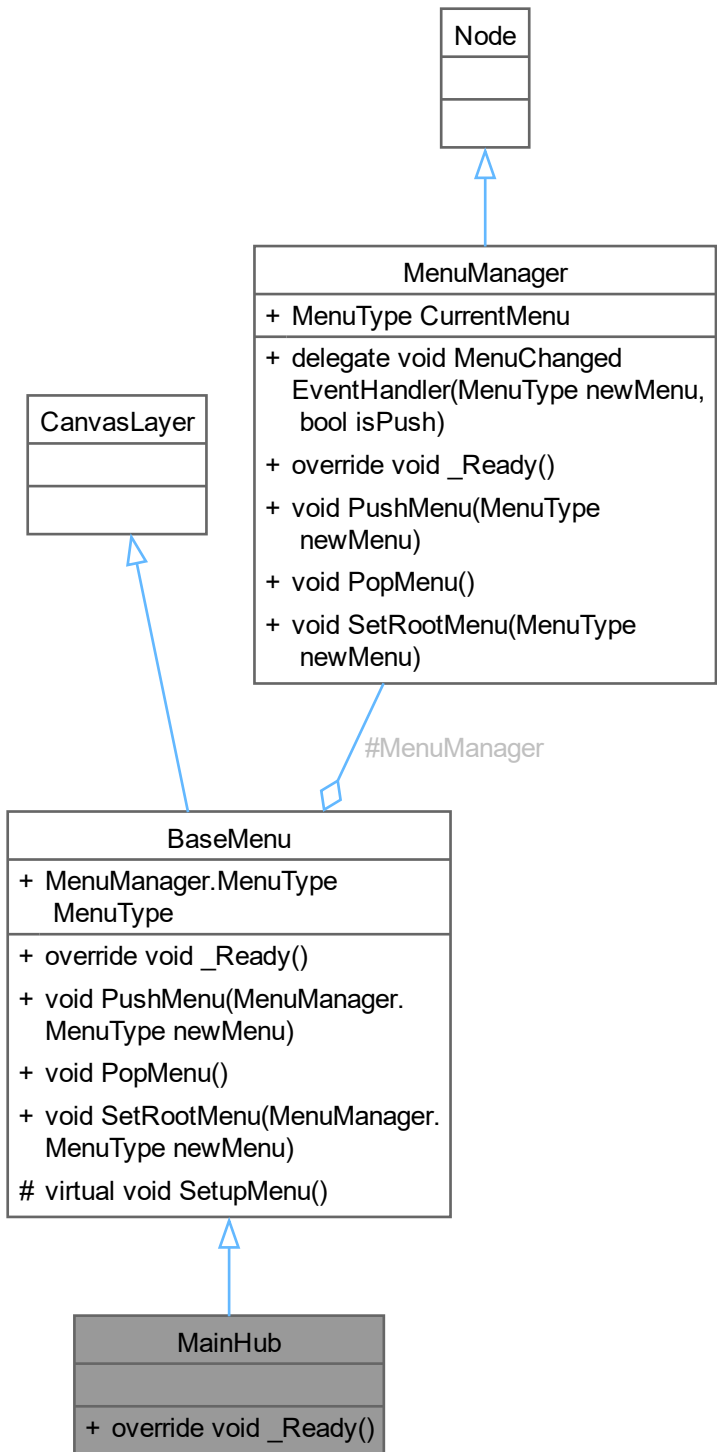 Node
MenuManager
+ MenuType CurrentMenu
+ delegate void MenuChanged
EventHandler(MenuType newMenu,
bool isPush)
+ override void _Ready()
+ void PushMenu(MenuType
newMenu)
+ void PopMenu()
+ void SetRootMenu(MenuType
newMenu)
CanvasLayer
#MenuManager
BaseMenu
+ MenuManager.MenuType
MenuType
+ override void _Ready()
+ void PushMenu(MenuManager.
MenuType newMenu)
+ void PopMenu()
+ void SetRootMenu(MenuManager.
MenuType newMenu)
# virtual void SetupMenu()
MainHub
+ override void _Ready()